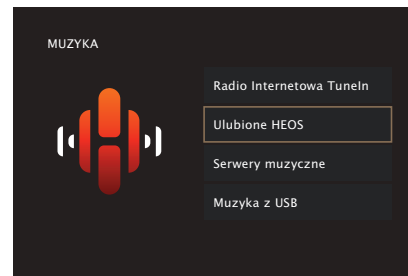 MUZYKA
Radio Internetowa TuneIn
Ulubione HEOS
Serwery muzyczne
Muzyka z USB